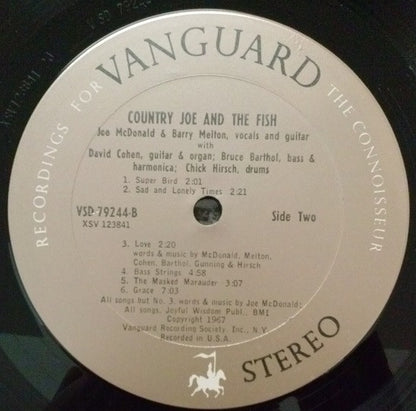 RECORDINGS FOR VANGUARD THE CONNOISSEUR
COUNTRY JOE AND THE FISH
Joe McDonald & Barry Melton, vocals and guitar
with
David Cohen, guitar & organ; Bruce Barthol, bass &
harmonica; Chick Hirsch, drums
1. Super Bird 2:01
2. Sad and Lonely Times 2:21
VSD-79244-B
XSV 123841
Side Two
3. Love 2:20
words & music by McDonald, Melton,
Cohen, Barthol, Gunning & Hirsch
4. Bass Strings 4:58
5. The Masked Marauder 3:07
6. Grace 7:03
All songs but No. 3, words & music by Joe McDonald;
All songs, Joyful Wisdom Publ., BMI
Copyright 1967
Vanguard Recording Society, Inc., N.Y.
Recorded in U.S.A.
STEREO